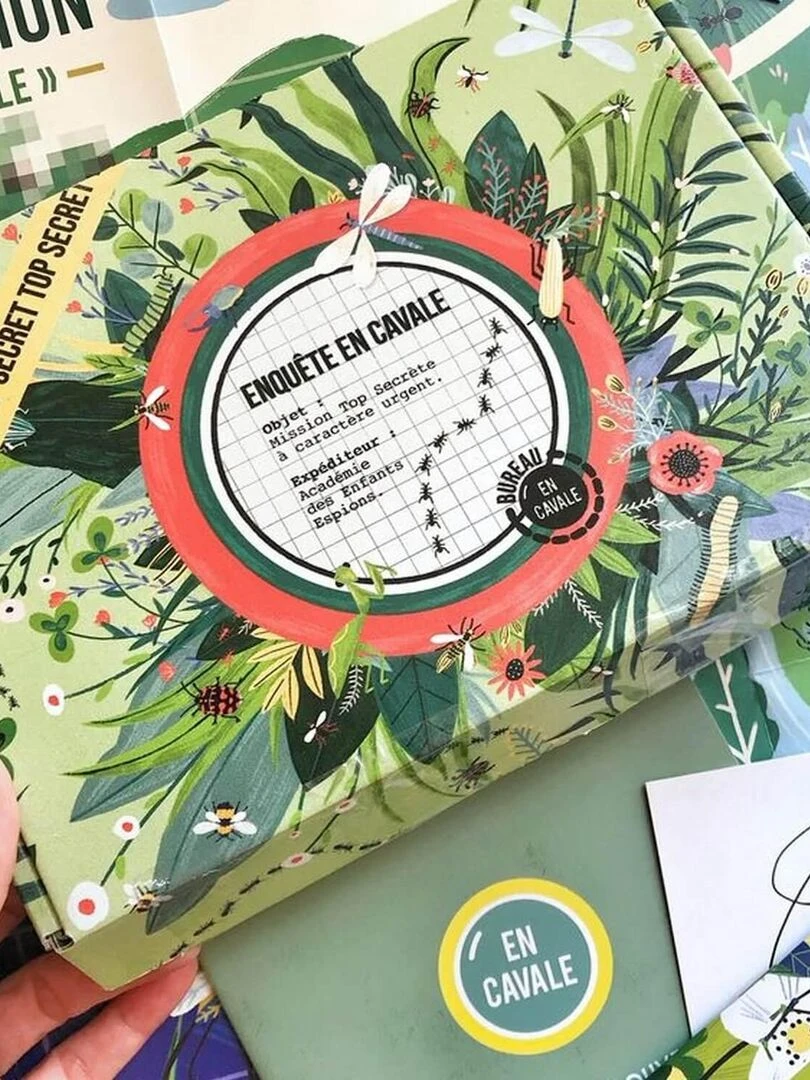 LE »
SECRET TOP SECRET
ENQUÊTE EN CAVALE
Objet :
Mission Top Secrète
à caractère urgent.
Expéditeur :
Académie
des Enfants
Espions.
BUREAU
EN
CAVALE
EN
CAVALE